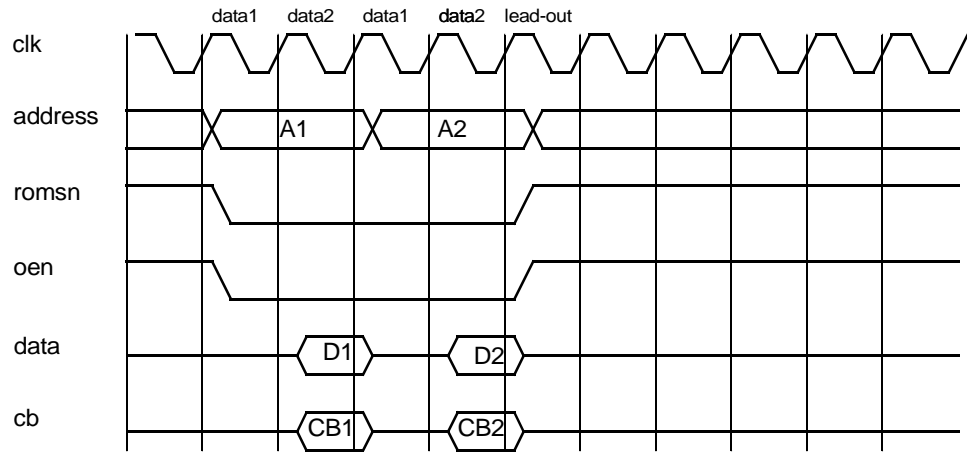 data1 data2 data1 data2 lead-out
clk
address A1 A2
romsn
oen
data D1 D2
cb CB1 CB2